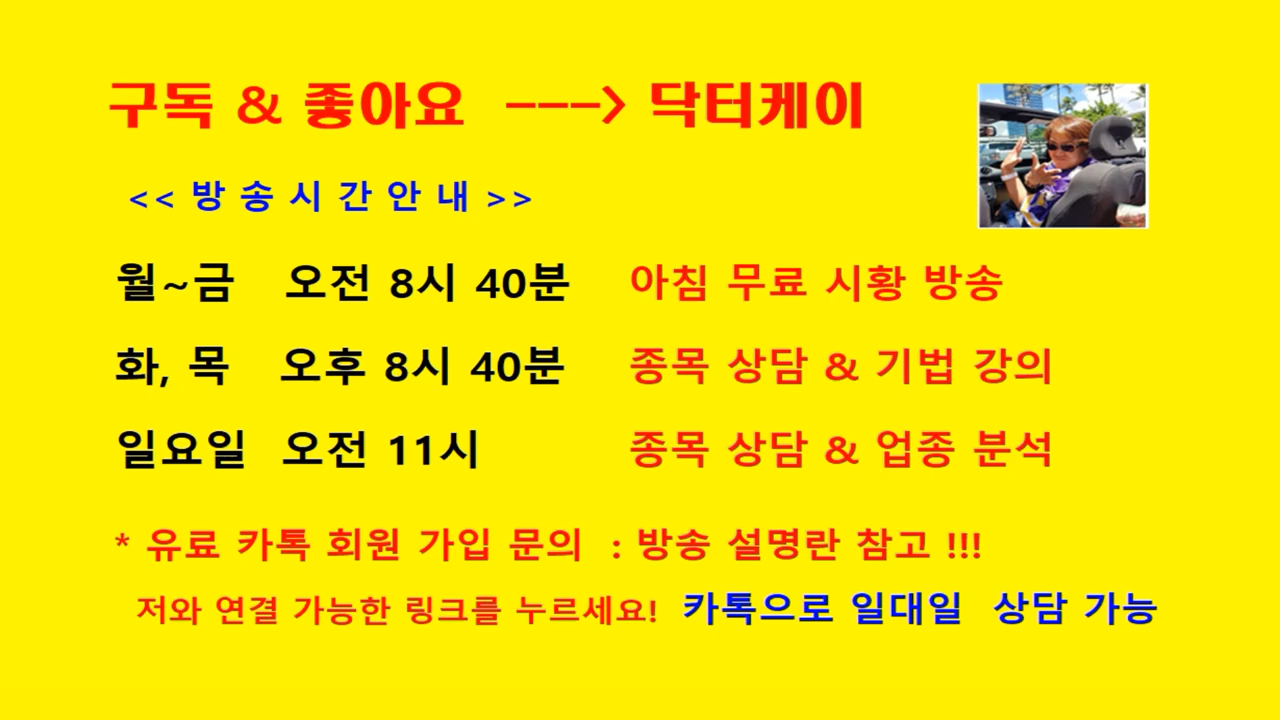 구독 & 좋아요 ---> 닥터케이
<< 방 송 시 간 안 내 >>
월~금 오전 8시 40분 아침 무료 시황 방송
화, 목 오후 8시 40분 종목 상담 & 기법 강의
일요일 오전 11시 종목 상담 & 업종 분석
* 유료 카톡 회원 가입 문의 : 방송 설명란 참고 !!!
저와 연결 가능한 링크를 누르세요! 카톡으로 일대일 상담 가능